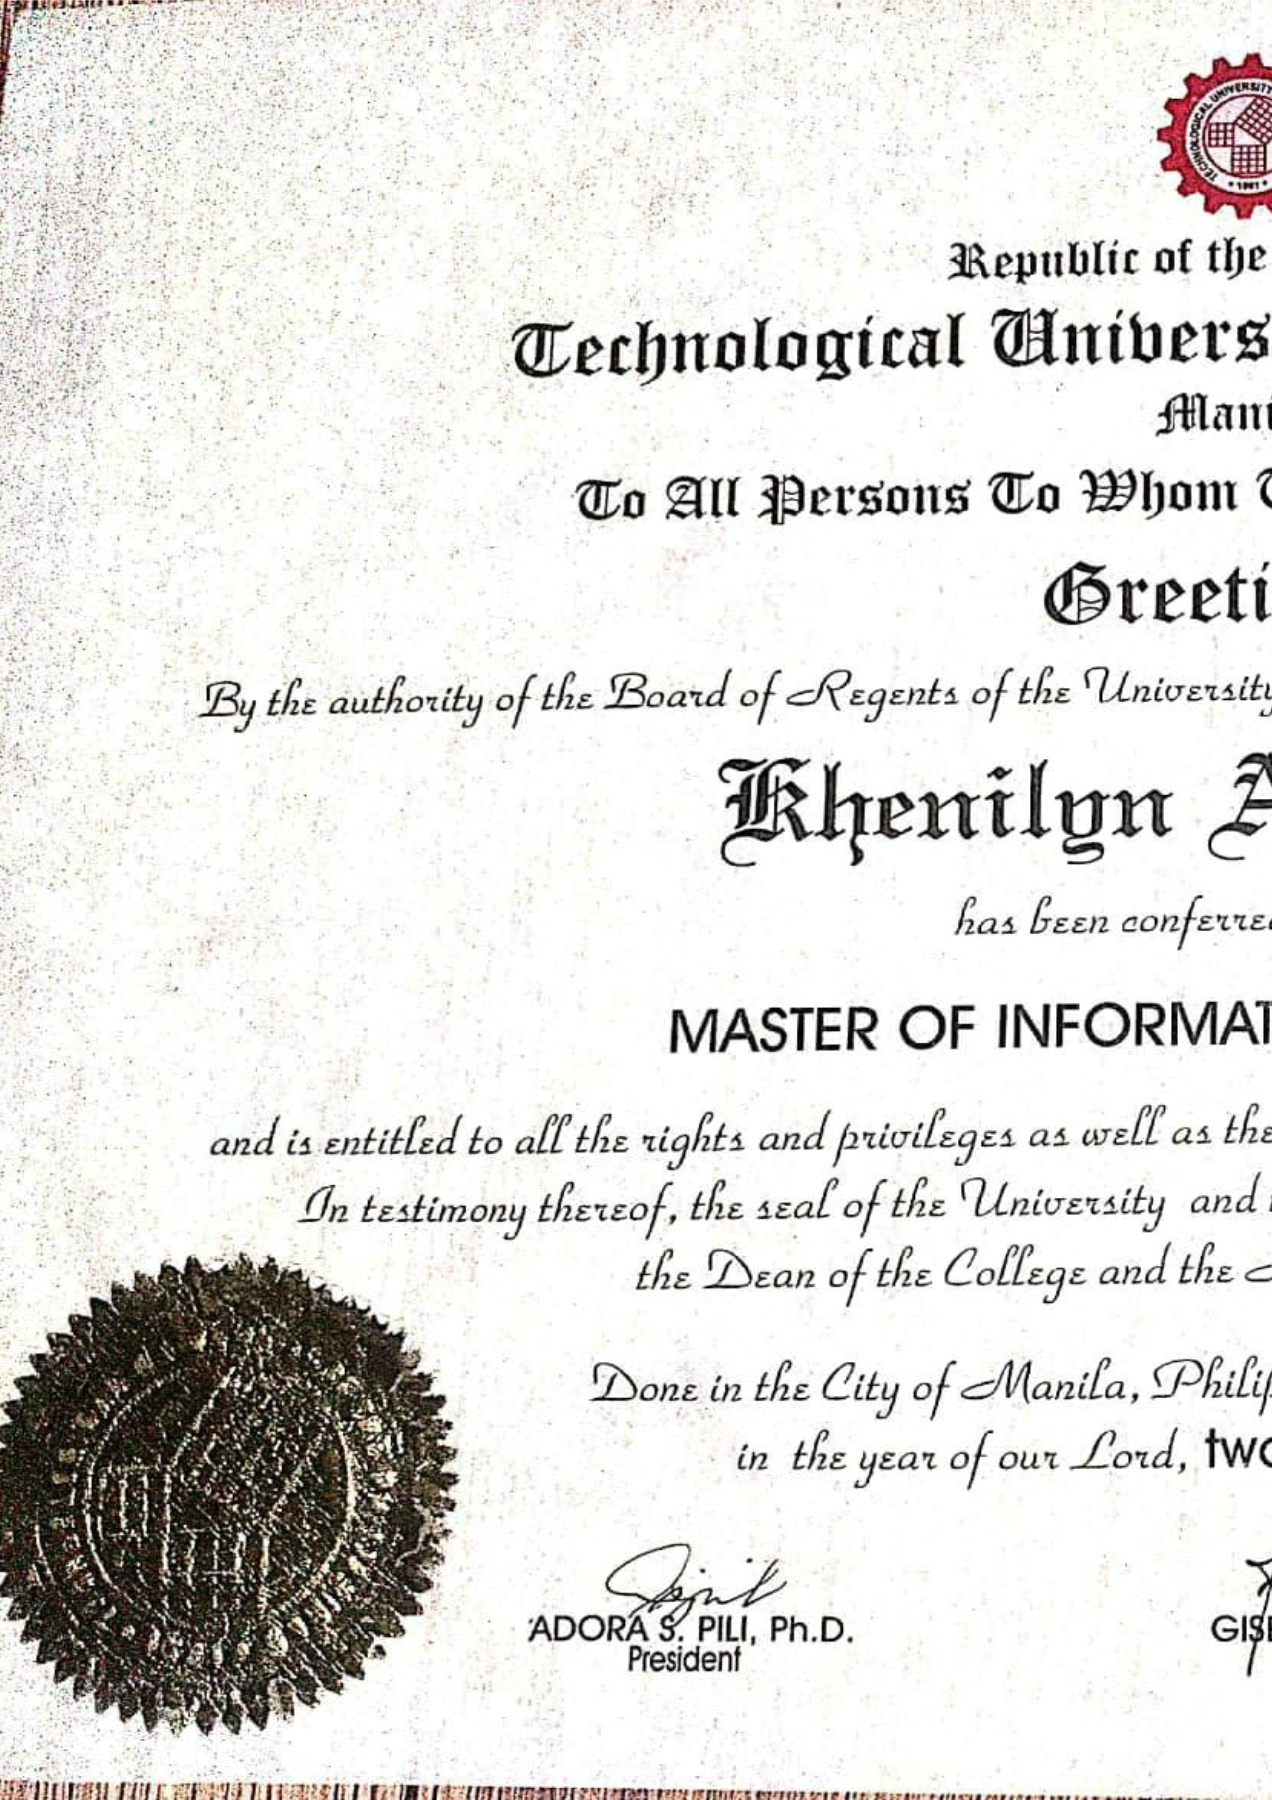 TECHNOLOGICAL UNIVERSITY
1901
Republic of the
Technological Univers
Mani
To All Persons To Whom T
Greeti
By the authority of the Board of Regents of the University
Khenilyn A
has been conferred
MASTER OF INFORMAT
and is entitled to all the rights and privileges as well as the
In testimony thereof, the seal of the University and
the Dean of the College and the
Done in the City of Manila, Philip
in the year of our Lord, two
ADORA S. PILI, Ph.D.
President
GISE